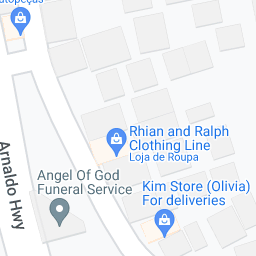 utopeças
Rhian and Ralph
Clothing Line
Loja de Roupa
Angel Of God
Funeral Service
Kim Store (Olivia)
For deliveries
Arnaldo Hwy